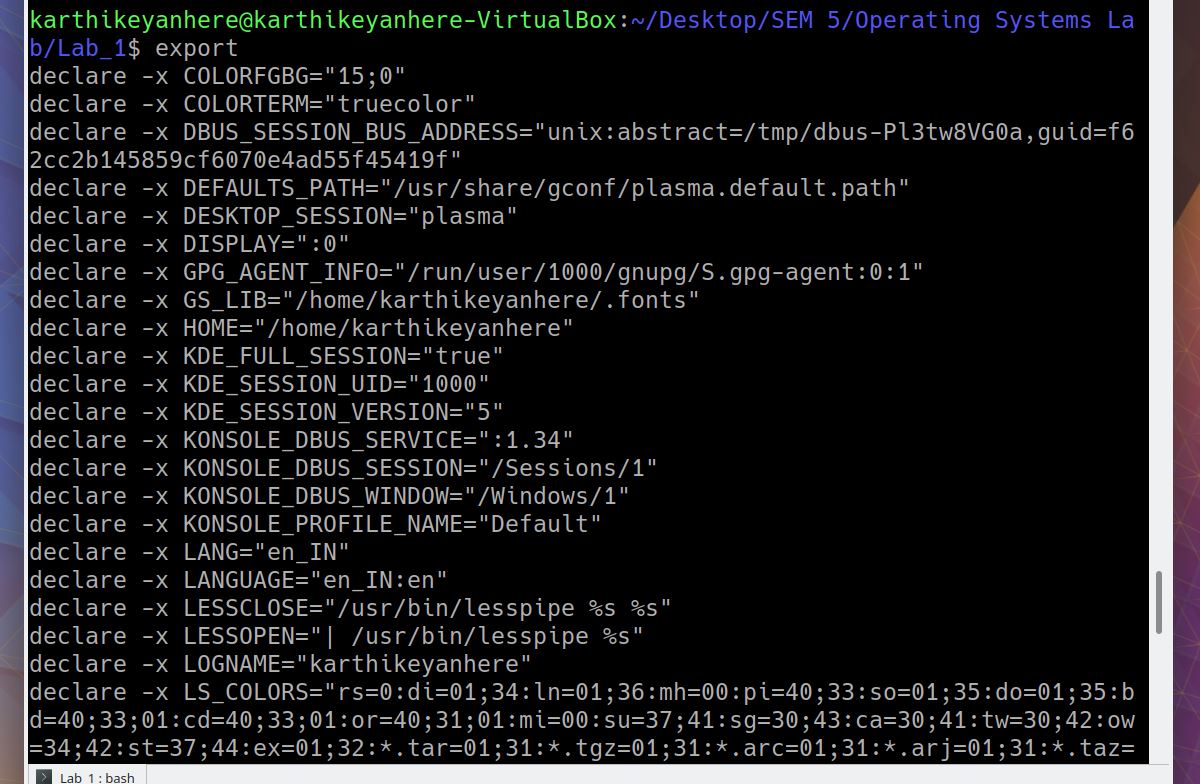 karthikeyanhere@karthikeyanhere-VirtualBox:~/Desktop/SEM 5/Operating Systems La
b/Lab_1$ export
declare -x COLORFGBG="15;0"
declare -x COLORTERM="truecolor"
declare -x DBUS_SESSION_BUS_ADDRESS="unix:abstract=/tmp/dbus-Pl3tw8VG0a,guid=f6
2cc2b145859cf6070e4ad55f45419f"
declare -x DEFAULTS_PATH="/usr/share/gconf/plasma.default.path"
declare -x DESKTOP_SESSION="plasma"
declare -x DISPLAY=":0"
declare -x GPG_AGENT_INFO="/run/user/1000/gnupg/S.gpg-agent:0:1"
declare -x GS_LIB="/home/karthikeyanhere/.fonts"
declare -x HOME="/home/karthikeyanhere"
declare -x KDE_FULL_SESSION="true"
declare -x KDE_SESSION_UID="1000"
declare -x KDE_SESSION_VERSION="5"
declare -x KONSOLE_DBUS_SERVICE=":1.34"
declare -x KONSOLE_DBUS_SESSION="/Sessions/1"
declare -x KONSOLE_DBUS_WINDOW="/Windows/1"
declare -x KONSOLE_PROFILE_NAME="Default"
declare -x LANG="en_IN"
declare -x LANGUAGE="en_IN:en"
declare -x LESSCLOSE="/usr/bin/lesspipe %s %s"
declare -x LESSOPEN="| /usr/bin/lesspipe %s"
declare -x LOGNAME="karthikeyanhere"
declare -x LS_COLORS="rs=0:di=01;34:ln=01;36:mh=00:pi=40;33:so=01;35:do=01;35:b
d=40;33;01:cd=40;33;01:or=40;31;01:mi=00:su=37;41:sg=30;43:ca=30;41:tw=30;42:ow
=34;42:st=37;44:ex=01;32:*.tar=01;31:*.tgz=01;31:*.arc=01;31:*.arj=01;31:*.taz=
Lab_1 : bash